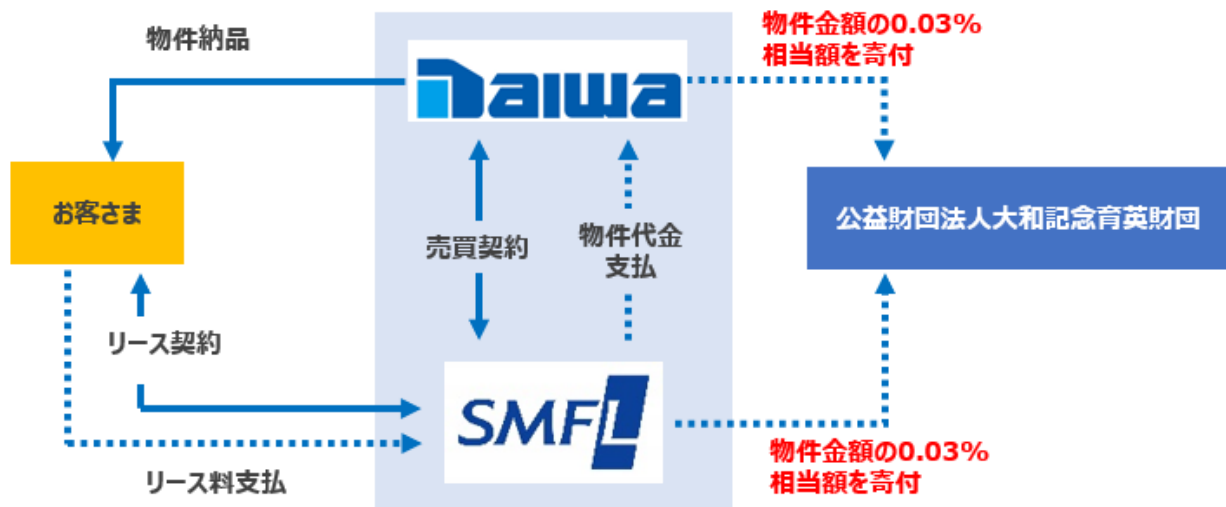 物件納品
Daiwa
物件金額の0.03%
相当額を寄付
お客さま
売買契約
物件代金
支払
公益財団法人大和記念育英財団
リース契約
SMFL
リース料支払
物件金額の0.03%
相当額を寄付